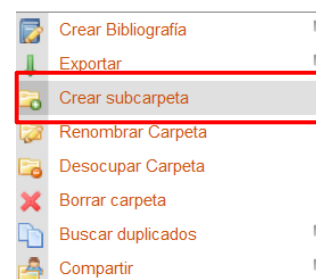 Crear Bibliografía
Exportar
Crear subcarpeta
Renombrar Carpeta
Desocupar Carpeta
Borrar carpeta
Buscar duplicados
Compartir